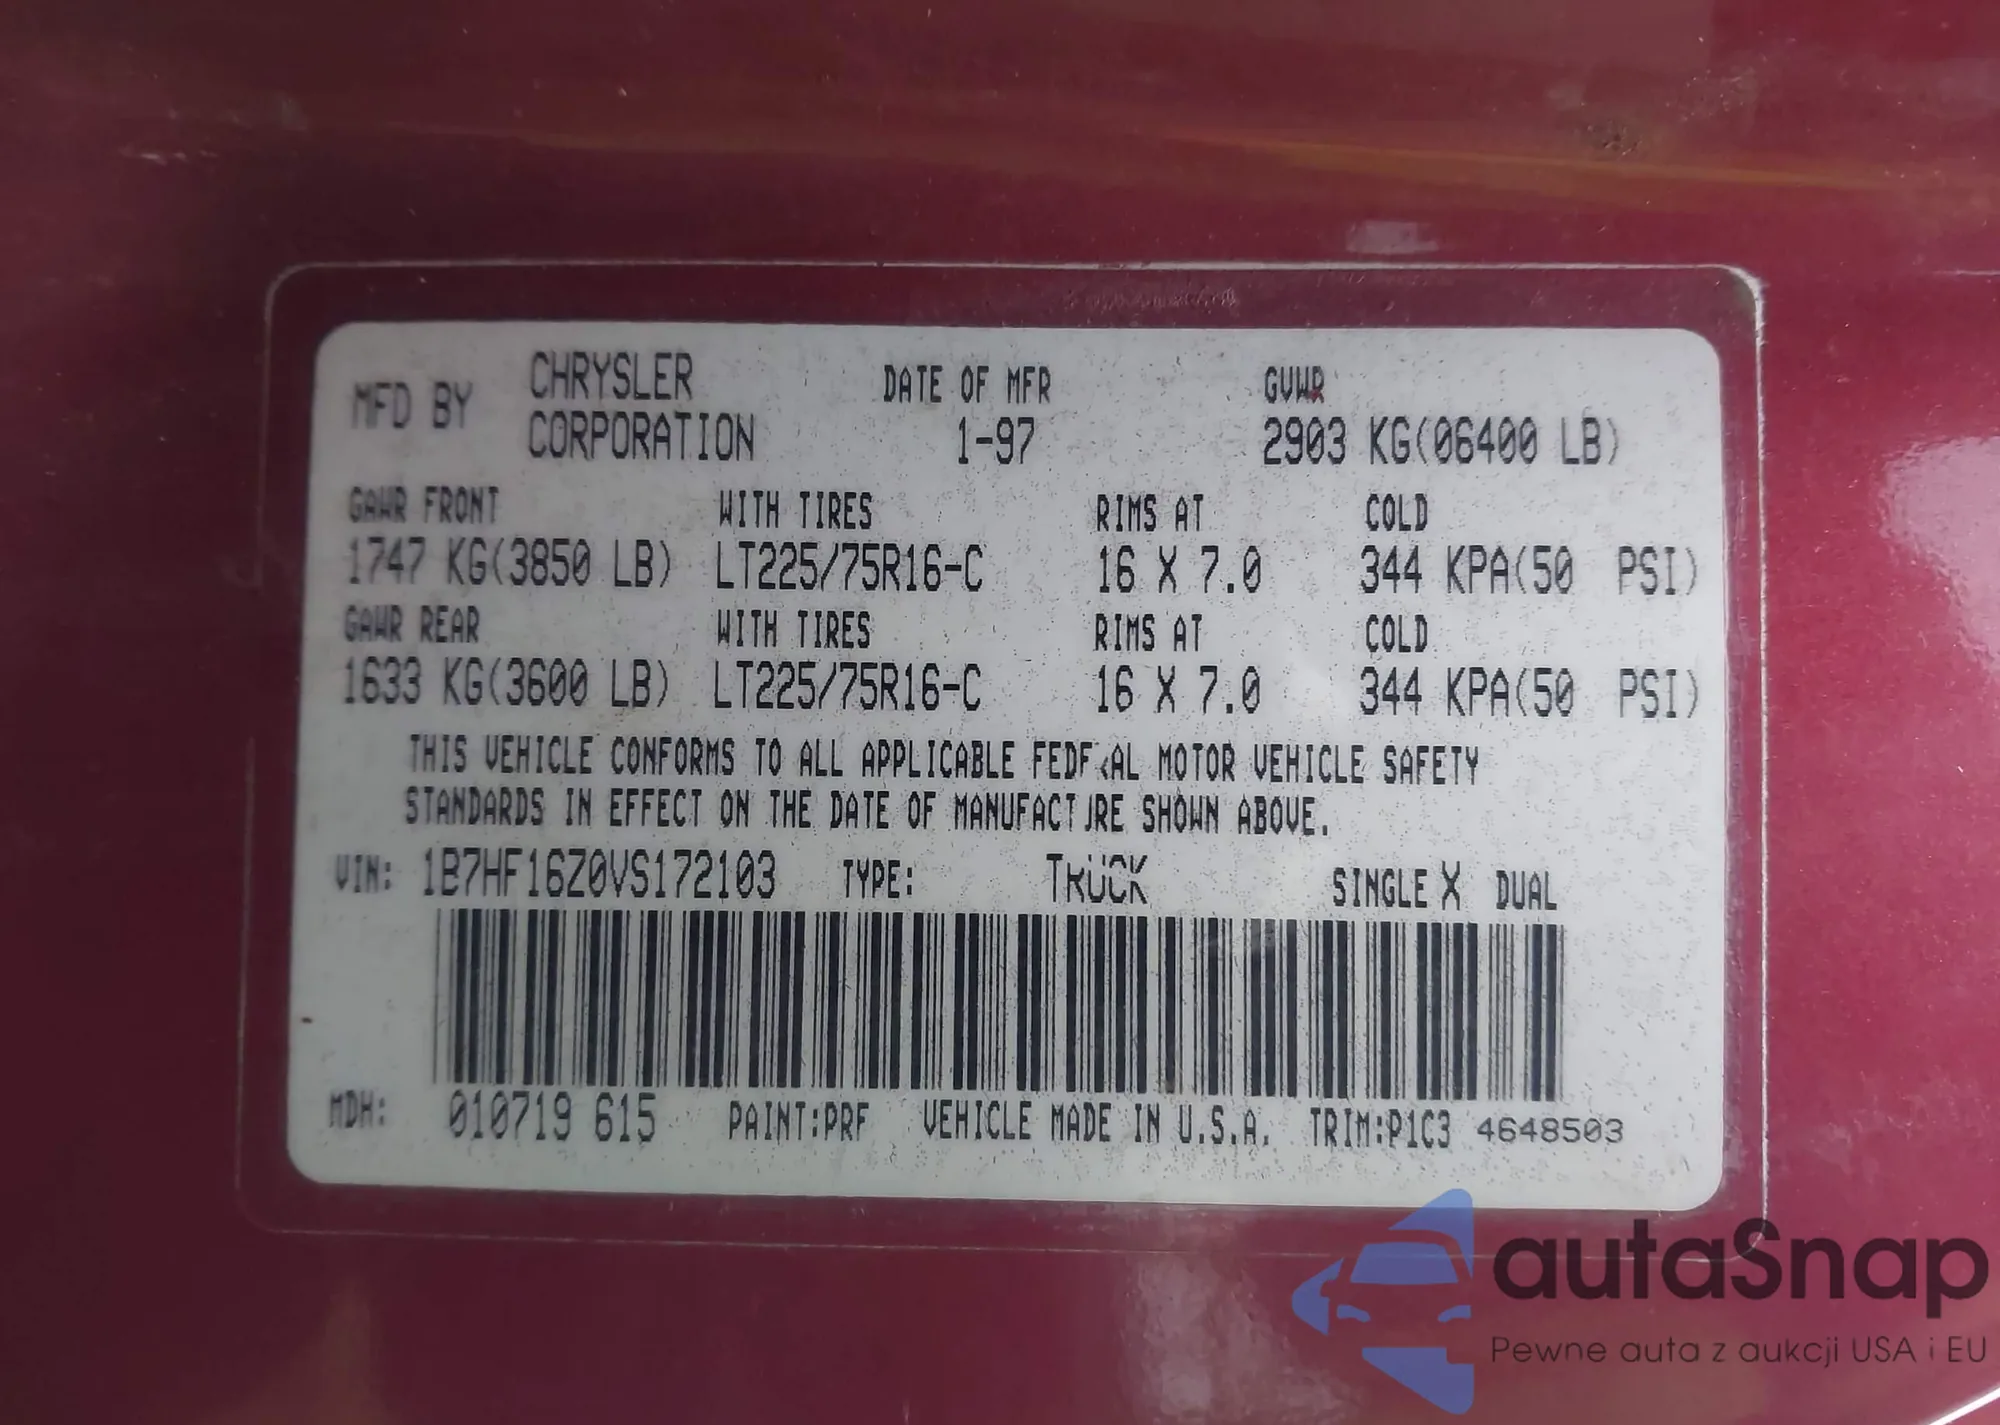 MFD BY CHRYSLER CORPORATION DATE OF MFR 1-97 GVWR 2903 KG(06400 LB)
GAWR FRONT WITH TIRES RIMS AT COLD
1747 KG(3850 LB) LT225/75R16-C 16 X 7.0 344 KPA(50 PSI)
GAWR REAR WITH TIRES RIMS AT COLD
1633 KG(3600 LB) LT225/75R16-C 16 X 7.0 344 KPA(50 PSI)
THIS VEHICLE CONFORMS TO ALL APPLICABLE FEDERAL MOTOR VEHICLE SAFETY
STANDARDS IN EFFECT ON THE DATE OF MANUFACTURE SHOWN ABOVE.
VIN: 1B7HF16Z0VS172103 TYPE: TRUCK SINGLE X DUAL
MDH: 010719 615 PAINT:PRF VEHICLE MADE IN U.S.A. TRIM:P1C3 4648503
autaSnap
Pewne auta z aukcji USA i EU